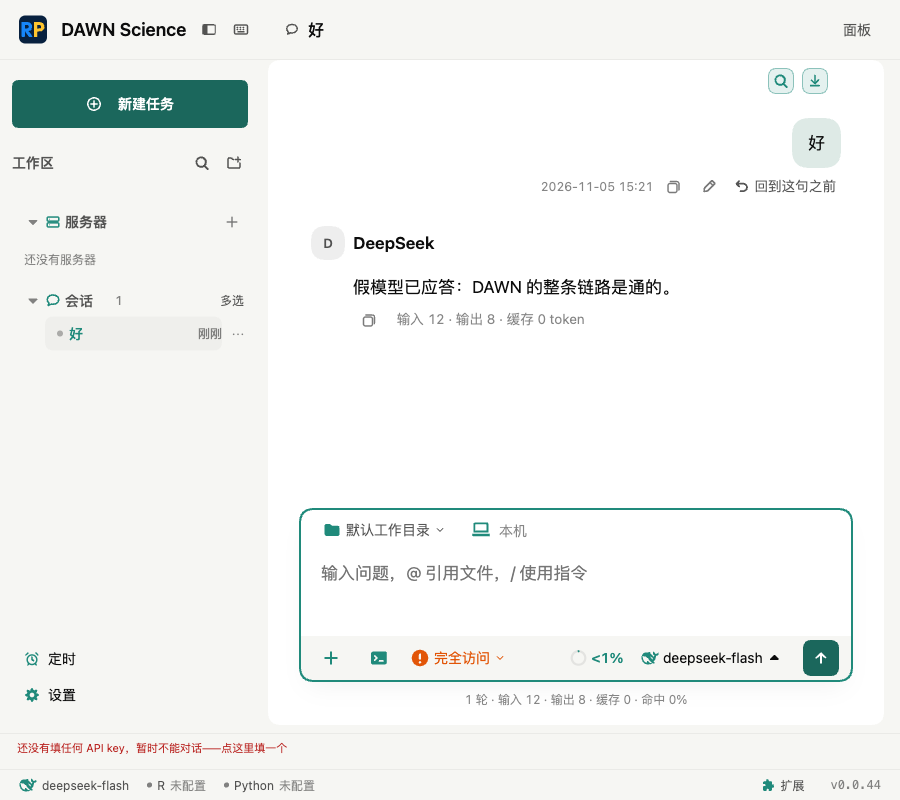 RP DAWN Science
好
面板
新建任务
工作区
服务器
还没有服务器
会话 1 多选
好 刚刚 ...
定时
设置
好
2026-11-05 15:21 回到这句之前
D DeepSeek
假模型已应答：DAWN 的整条链路是通的。
输入 12 · 输出 8 · 缓存 0 token
默认工作目录 本机
输入问题，@ 引用文件，/ 使用指令
完全访问 <1% deepseek-flash
1 轮 · 输入 12 · 输出 8 · 缓存 0 · 命中 0%
还没有填任何 API key，暂时不能对话——点这里填一个
deepseek-flash R 未配置 Python 未配置 扩展 v0.0.44